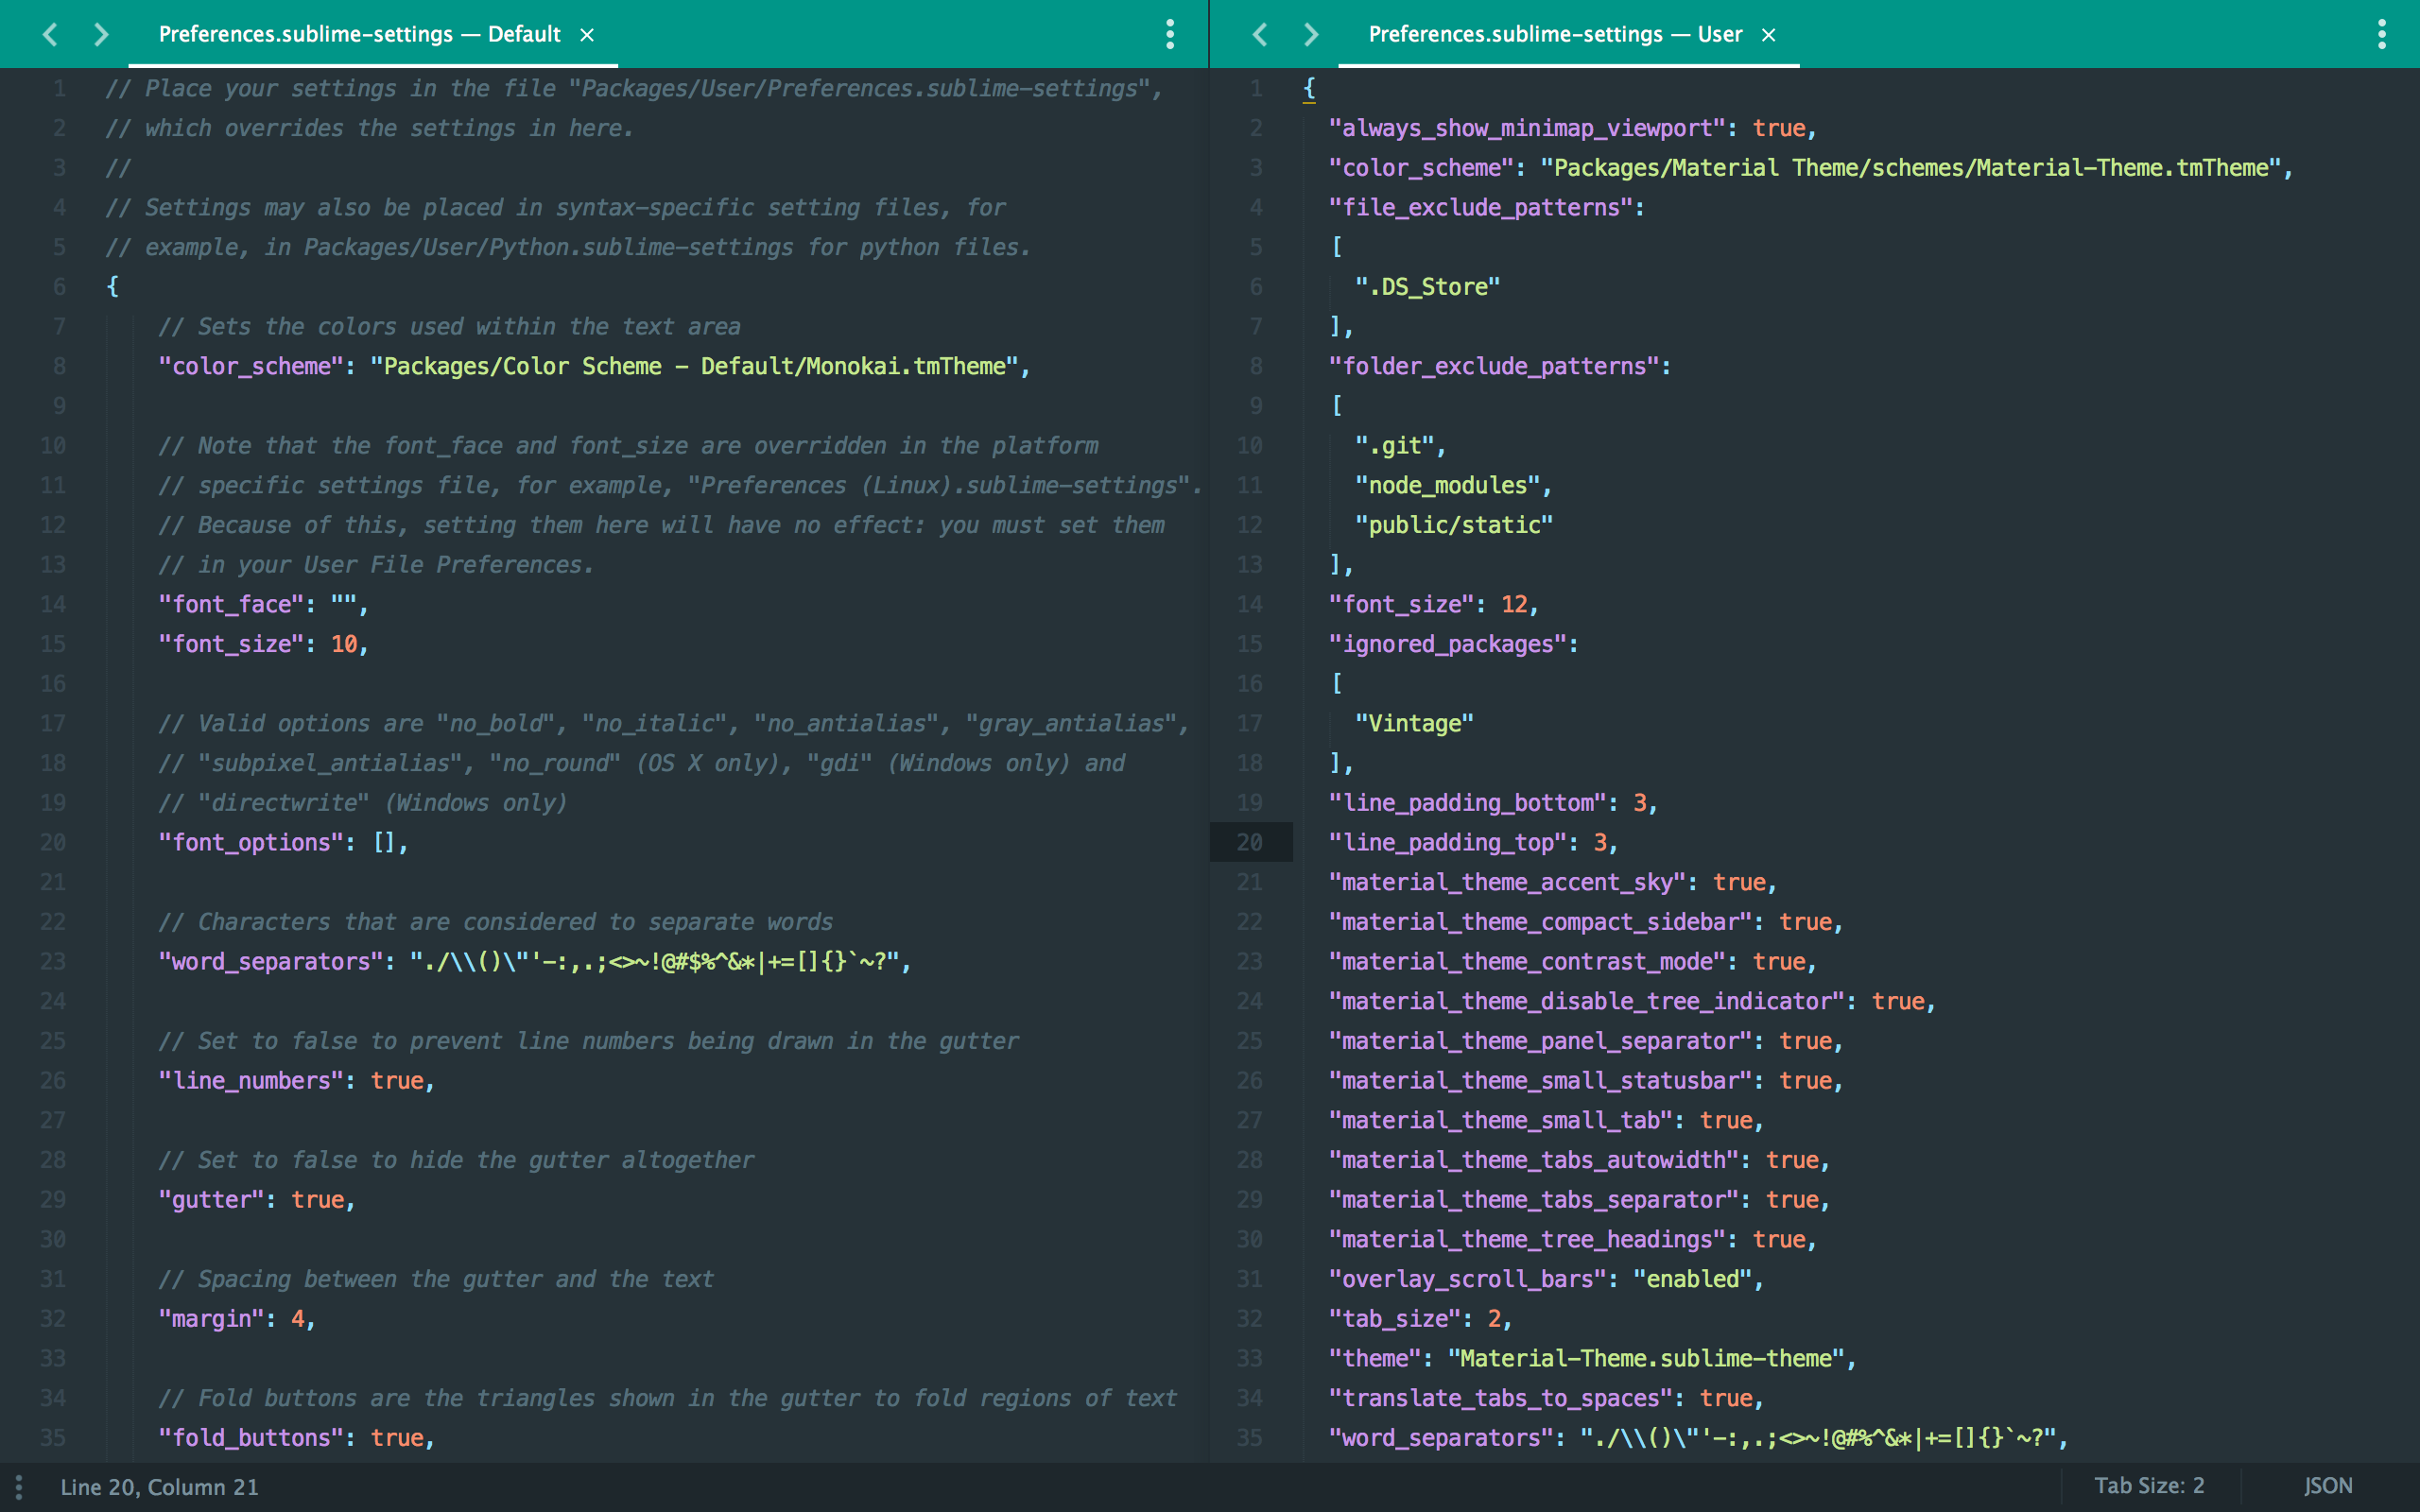 Preferences.sublime-settings — Default ×
1 // Place your settings in the file "Packages/User/Preferences.sublime-settings",
2 // which overrides the settings in here.
3 //
4 // Settings may also be placed in syntax-specific setting files, for
5 // example, in Packages/User/Python.sublime-settings for python files.
6 {
7 // Sets the colors used within the text area
8 "color_scheme": "Packages/Color Scheme - Default/Monokai.tmTheme",
9
10 // Note that the font_face and font_size are overridden in the platform
11 // specific settings file, for example, "Preferences (Linux).sublime-settings".
12 // Because of this, setting them here will have no effect: you must set them
13 // in your User File Preferences.
14 "font_face": "",
15 "font_size": 10,
16
17 // Valid options are "no_bold", "no_italic", "no_antialias", "gray_antialias",
18 // "subpixel_antialias", "no_round" (OS X only), "gdi" (Windows only) and
19 // "directwrite" (Windows only)
20 "font_options": [],
21
22 // Characters that are considered to separate words
23 "word_separators": "./\\()\"'-:,.;<>~!@#$%^&*|+=[]{}`~?",
24
25 // Set to false to prevent line numbers being drawn in the gutter
26 "line_numbers": true,
27
28 // Set to false to hide the gutter altogether
29 "gutter": true,
30
31 // Spacing between the gutter and the text
32 "margin": 4,
33
34 // Fold buttons are the triangles shown in the gutter to fold regions of text
35 "fold_buttons": true,
Preferences.sublime-settings — User ×
1 {
2 "always_show_minimap_viewport": true,
3 "color_scheme": "Packages/Material Theme/schemes/Material-Theme.tmTheme",
4 "file_exclude_patterns":
5 [
6 ".DS_Store"
7 ],
8 "folder_exclude_patterns":
9 [
10 ".git",
11 "node_modules",
12 "public/static"
13 ],
14 "font_size": 12,
15 "ignored_packages":
16 [
17 "Vintage"
18 ],
19 "line_padding_bottom": 3,
20 "line_padding_top": 3,
21 "material_theme_accent_sky": true,
22 "material_theme_compact_sidebar": true,
23 "material_theme_contrast_mode": true,
24 "material_theme_disable_tree_indicator": true,
25 "material_theme_panel_separator": true,
26 "material_theme_small_statusbar": true,
27 "material_theme_small_tab": true,
28 "material_theme_tabs_autowidth": true,
29 "material_theme_tabs_separator": true,
30 "material_theme_tree_headings": true,
31 "overlay_scroll_bars": "enabled",
32 "tab_size": 2,
33 "theme": "Material-Theme.sublime-theme",
34 "translate_tabs_to_spaces": true,
35 "word_separators": "./\\()\"'-:,.;<>~!@#%^&*|+=[]{}`~?",
Line 20, Column 21
Tab Size: 2
JSON